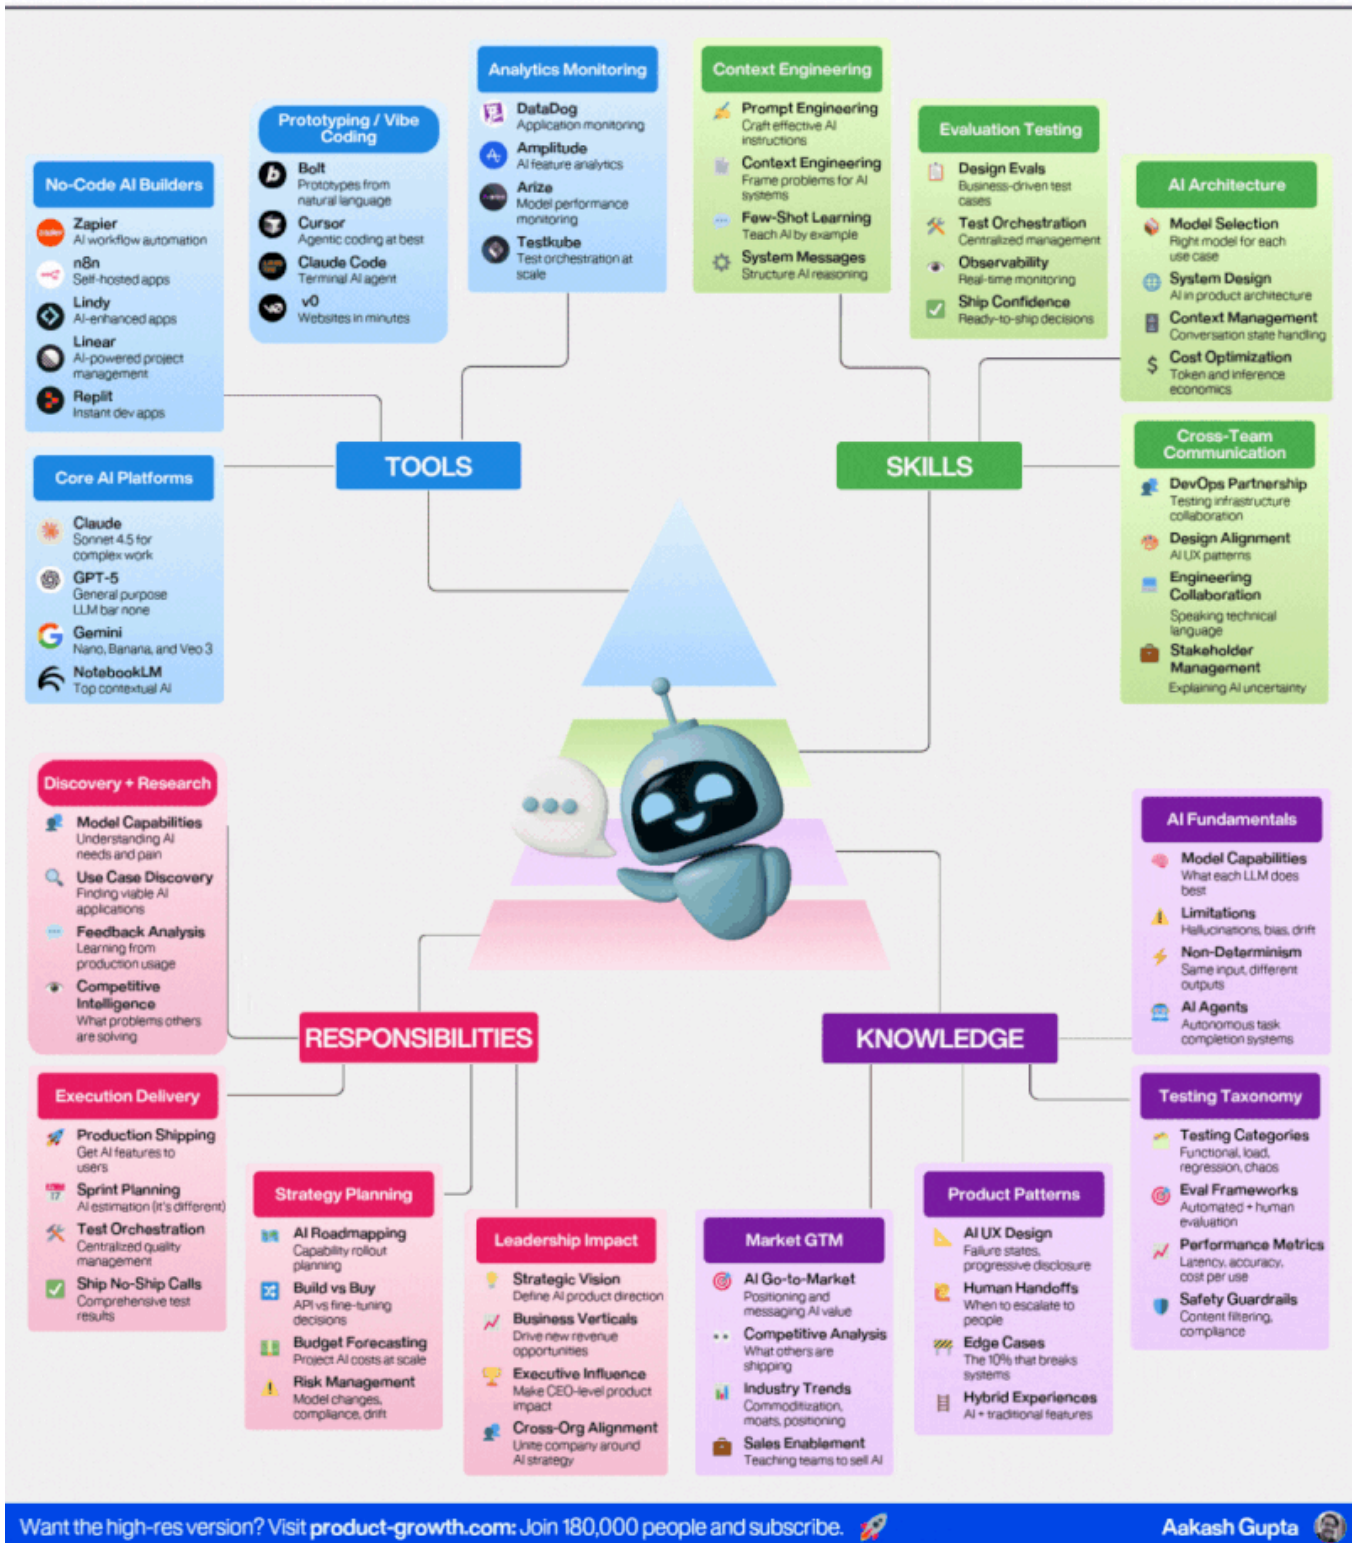 Analytics Monitoring
DataDog
Application monitoring
Amplitude
AI feature analytics
Arize
Model performance
monitoring
Testkube
Test orchestration at
scale
Context Engineering
Prompt Engineering
Craft effective AI
instructions
Context Engineering
Frame problems for AI
systems
Few-Shot Learning
Teach AI by example
System Messages
Structure AI reasoning
Prototyping / Vibe
Coding
Bolt
Prototypes from
natural language
Cursor
Agentic coding at best
Claude Code
Terminal AI agent
v0
Websites in minutes
Evaluation Testing
Design Evals
Business-driven test
cases
Test Orchestration
Centralized management
Observability
Real-time monitoring
Ship Confidence
Ready-to-ship decisions
No-Code AI Builders
Zapier
AI workflow automation
n8n
Self-hosted apps
Lindy
AI-enhanced apps
Linear
AI-powered project
management
Replit
Instant dev apps
AI Architecture
Model Selection
Right model for each
use case
System Design
AI in product architecture
Context Management
Conversation state handling
Cost Optimization
Token and inference
economics
TOOLS
SKILLS
Core AI Platforms
Claude
Sonnet 4.5 for
complex work
GPT-5
General purpose
LLM bar none
Gemini
Nano, Banana, and Veo 3
NotebookLM
Top contextual AI
Cross-Team
Communication
DevOps Partnership
Testing infrastructure
collaboration
Design Alignment
AI UX patterns
Engineering
Collaboration
Speaking technical
language
Stakeholder
Management
Explaining AI uncertainty
Discovery + Research
Model Capabilities
Understanding AI
needs and pain
Use Case Discovery
Finding viable AI
applications
Feedback Analysis
Learning from
production usage
Competitive
Intelligence
What problems others
are solving
AI Fundamentals
Model Capabilities
What each LLM does
best
Limitations
Hallucinations, bias, drift
Non-Determinism
Same input, different
outputs
AI Agents
Autonomous task
completion systems
RESPONSIBILITIES
KNOWLEDGE
Execution Delivery
Production Shipping
Get AI features to
users
Sprint Planning
AI estimation (it's different)
Test Orchestration
Centralized quality
management
Ship No-Ship Calls
Comprehensive test
results
Strategy Planning
AI Roadmapping
Capability rollout
planning
Build vs Buy
API vs fine-tuning
decisions
Budget Forecasting
Project AI costs at scale
Risk Management
Model changes,
compliance, drift
Leadership Impact
Strategic Vision
Define AI product direction
Business Verticals
Drive new revenue
opportunities
Executive Influence
Make CEO-level product
impact
Cross-Org Alignment
Unite company around
AI strategy
Market GTM
AI Go-to-Market
Positioning and
messaging AI value
Competitive Analysis
What others are
shipping
Industry Trends
Commoditization,
moats, positioning
Sales Enablement
Teaching teams to sell AI
Product Patterns
AI UX Design
Failure states,
progressive disclosure
Human Handoffs
When to escalate to
people
Edge Cases
The 10% that breaks
systems
Hybrid Experiences
AI + traditional features
Testing Taxonomy
Testing Categories
Functional, load,
regression, chaos
Eval Frameworks
Automated + human
evaluation
Performance Metrics
Latency, accuracy,
cost per use
Safety Guardrails
Content filtering,
compliance
Want the high-res version? Visit product-growth.com: Join 180,000 people and subscribe.
Aakash Gupta